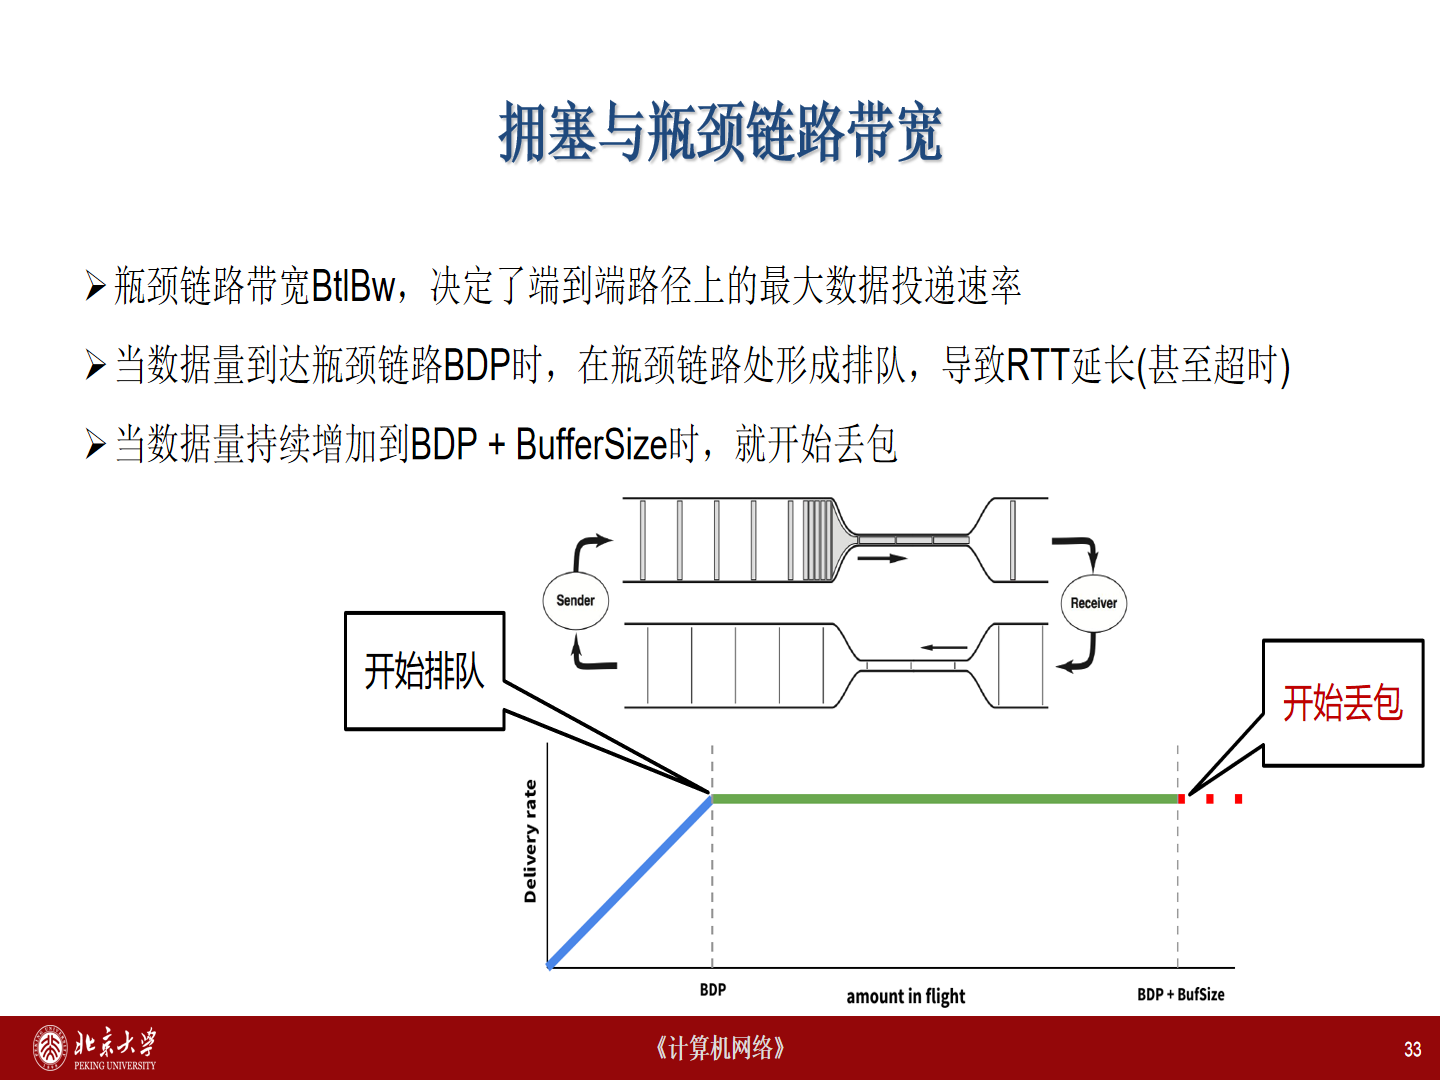 拥塞与瓶颈链路带宽
瓶颈链路带宽BtlBw，决定了端到端路径上的最大数据投递速率
当数据量到达瓶颈链路BDP时，在瓶颈链路处形成排队，导致RTT延长(甚至超时)
当数据量持续增加到BDP + BufferSize时，就开始丢包
Sender
Receiver
开始排队
开始丢包
Delivery rate
BDP
amount in flight
BDP + BufSize
北京大学
PEKING UNIVERSITY
《计算机网络》
33